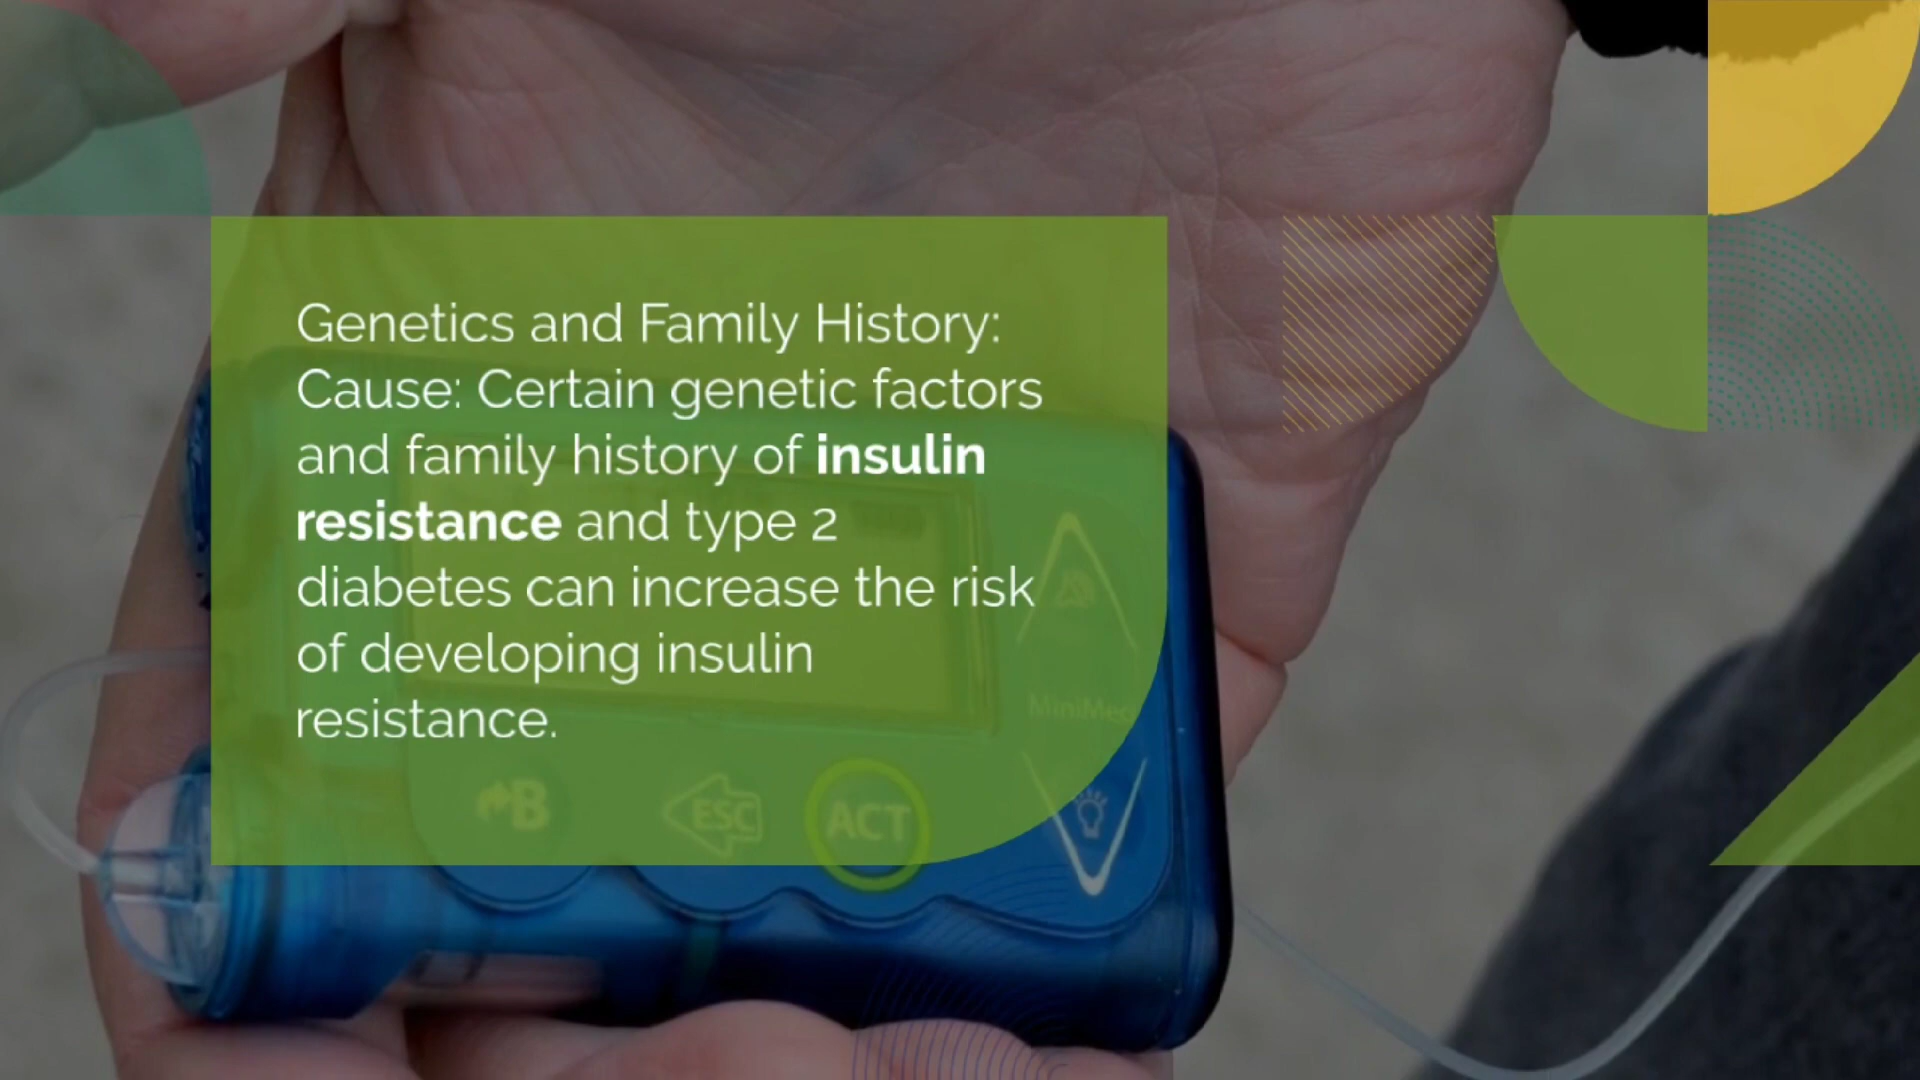 Genetics and Family History:
Cause: Certain genetic factors
and family history of insulin
resistance and type 2
diabetes can increase the risk
of developing insulin
resistance.
MiniMed
B
ESC
ACT